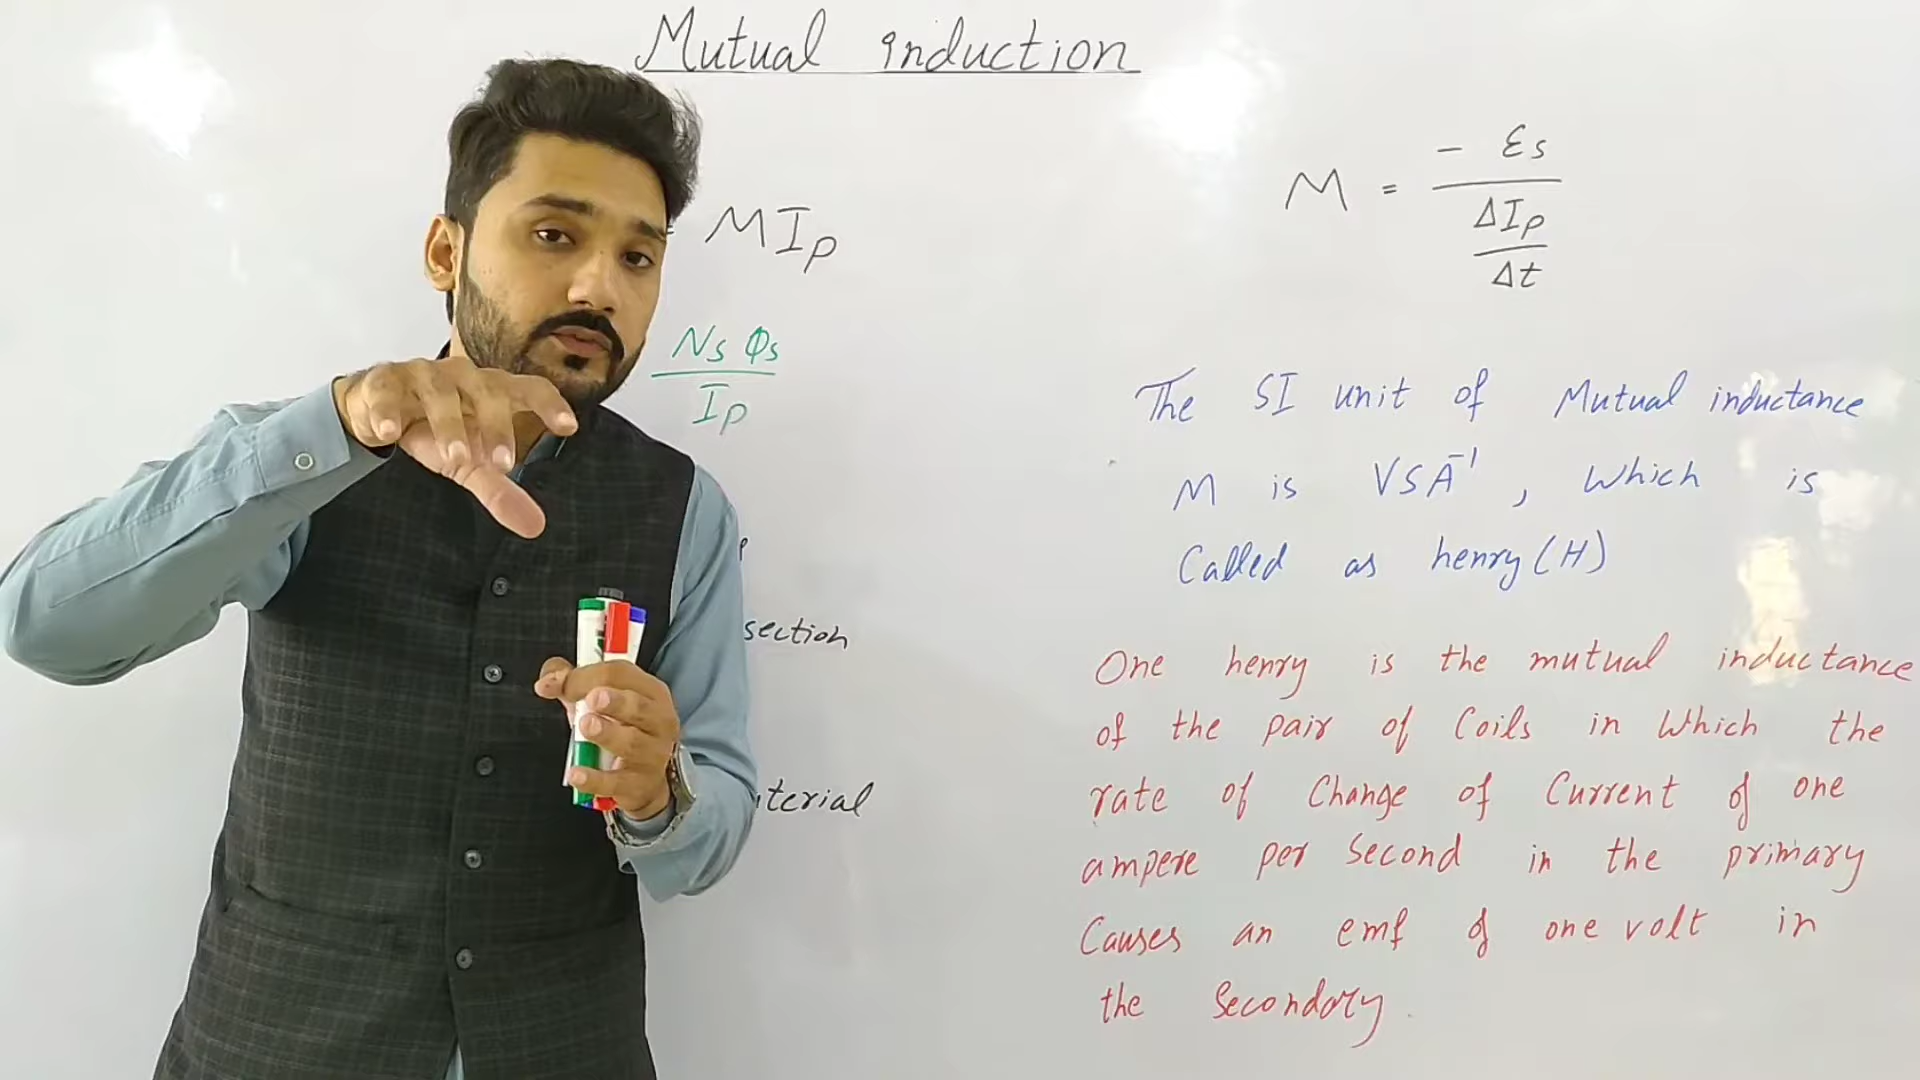 Mutual induction
= MIp
Ns Φs
Ip
section
terial
M = - Es
ΔIp
Δt
The SI unit of Mutual inductance
M is VSA⁻¹, Which is
Called as henry (H)
One henry is the mutual inductance
of the pair of Coils in Which the
rate of Change of Current of one
ampere per Second in the primary
Causes an emf of one volt in
the Secondary.